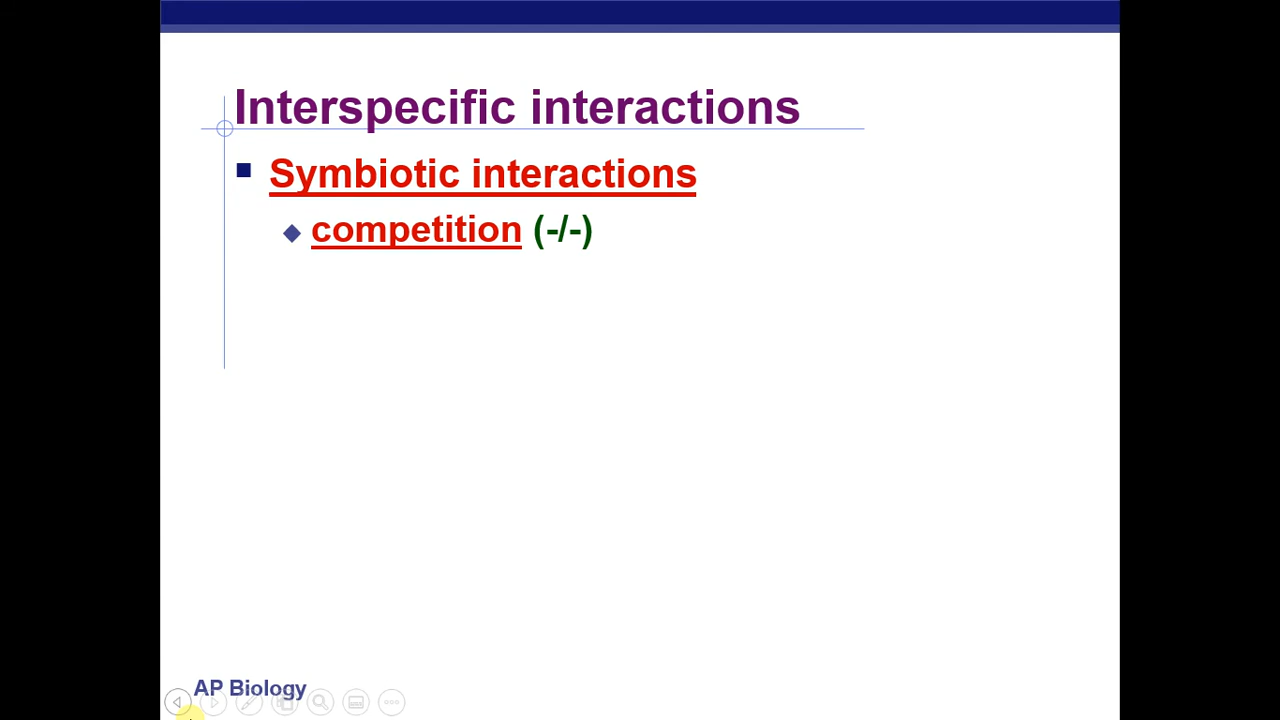 Interspecific interactions
Symbiotic interactions
competition (-/-)
AP Biology